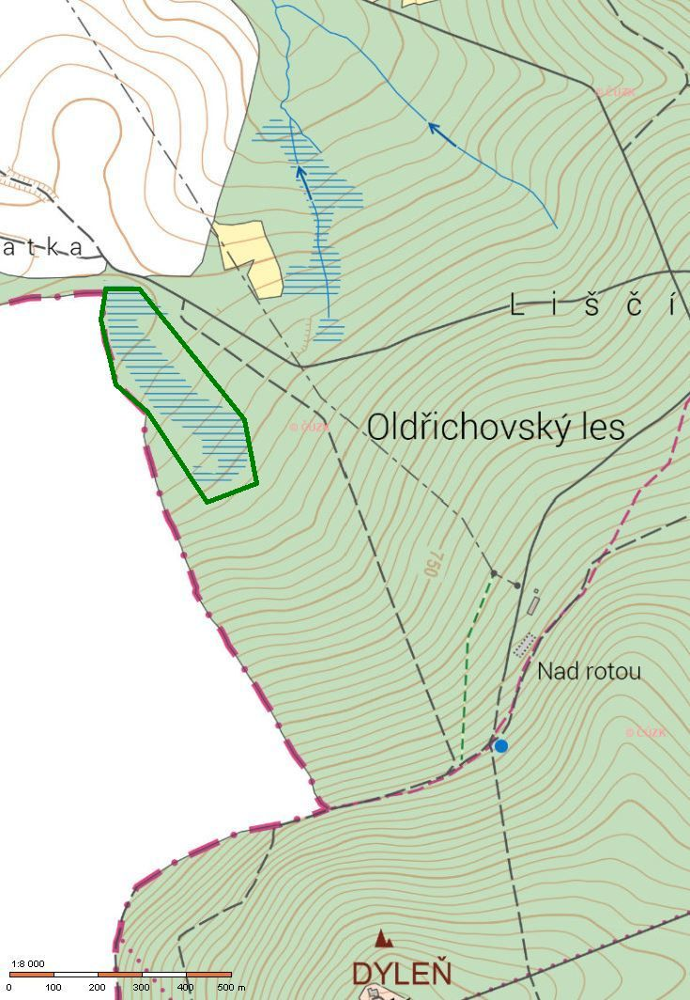 © ČÚZK
a t k a
L i š č í
Oldřichovský les
© ČÚZK
750
Nad rotou
© ČÚZK
DYLEŇ
1:8 000
0 100 200 300 400 500 m